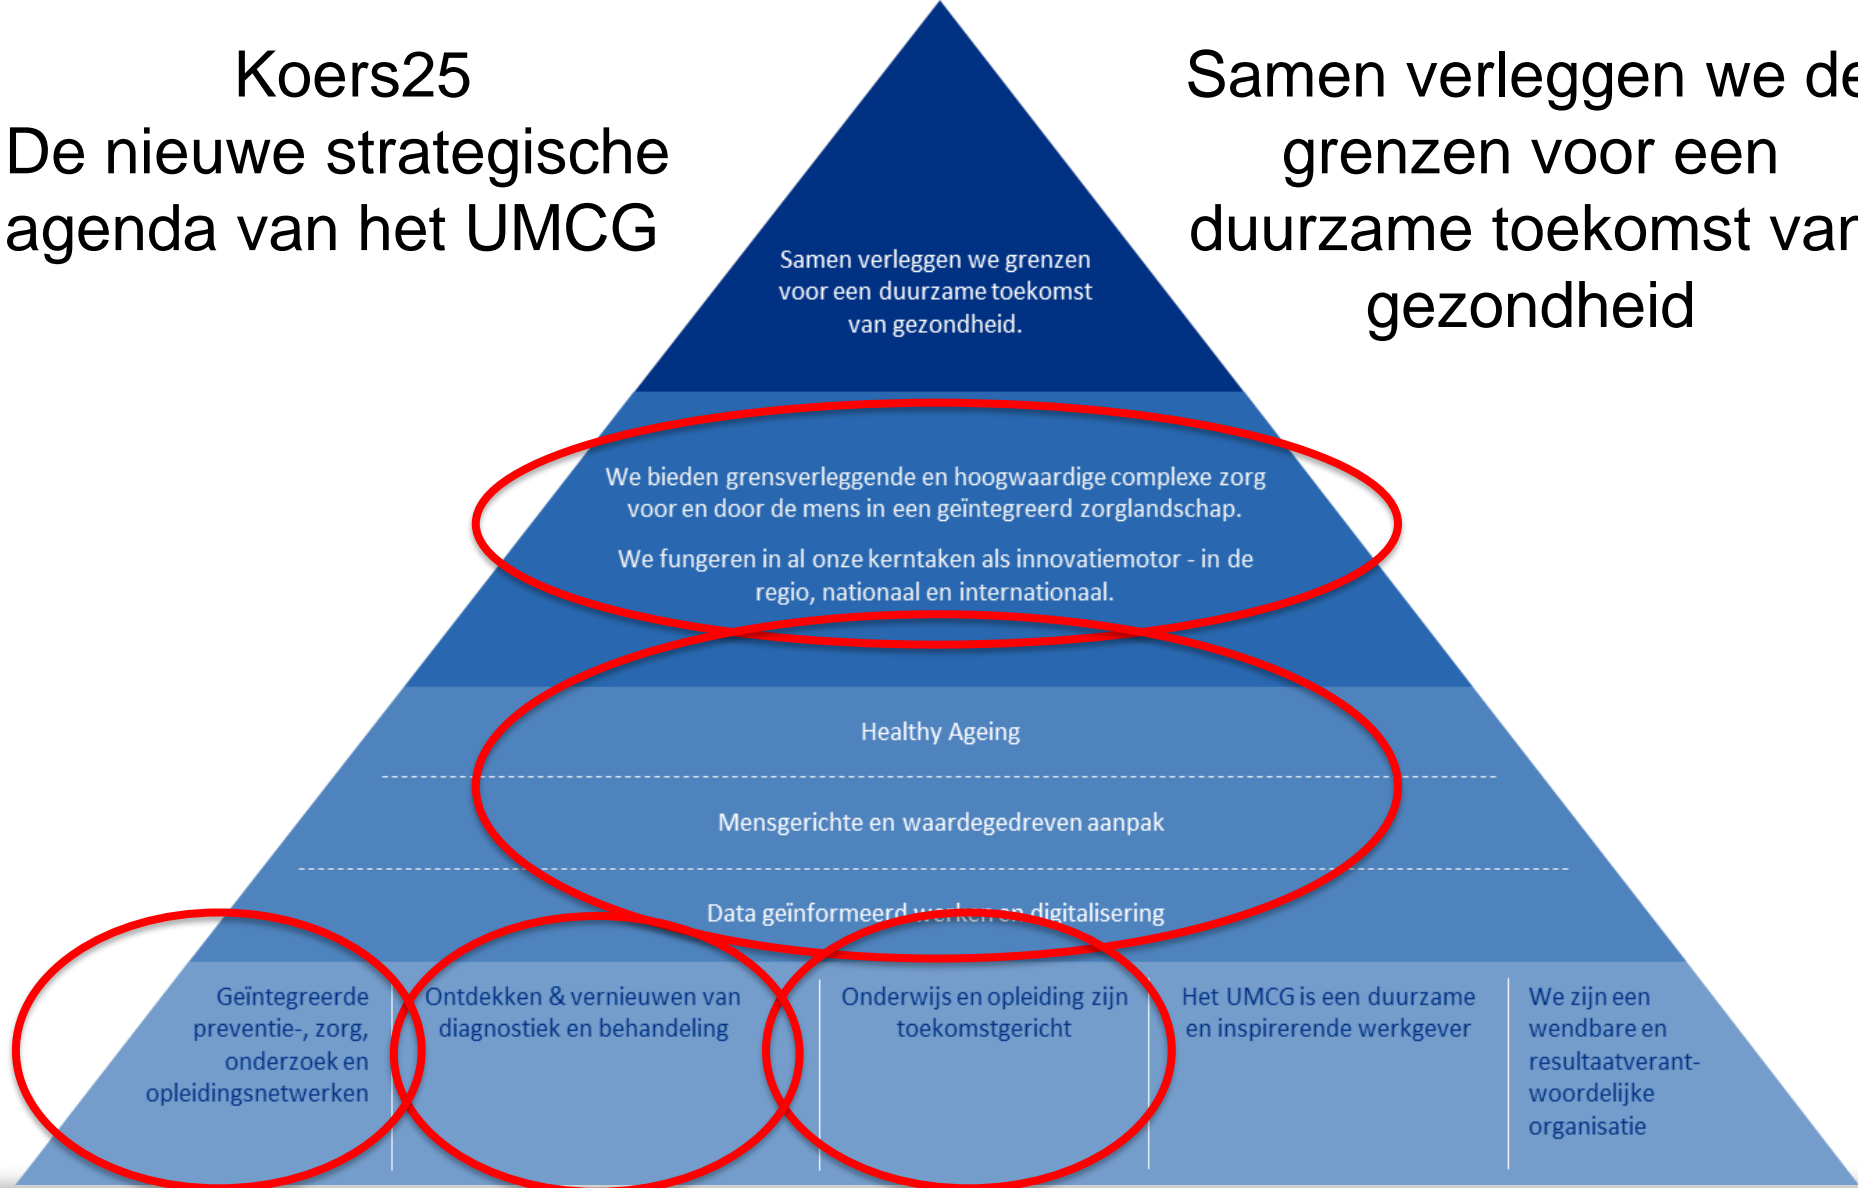 Koers25
De nieuwe strategische
agenda van het UMCG
Samen verleggen we de
grenzen voor een
duurzame toekomst van
gezondheid
Samen verleggen we grenzen
voor een duurzame toekomst
van gezondheid.
We bieden grensverleggende en hoogwaardige complexe zorg
voor en door de mens in een geïntegreerd zorglandschap.
We fungeren in al onze kerntaken als innovatiemotor - in de
regio, nationaal en internationaal.
Healthy Ageing
Mensgerichte en waardegedreven aanpak
Data geïnformeerd werken en digitalisering
Geïntegreerde
preventie-, zorg,
onderzoek en
opleidingsnetwerken
Ontdekken & vernieuwen van
diagnostiek en behandeling
Onderwijs en opleiding zijn
toekomstgericht
Het UMCG is een duurzame
en inspirerende werkgever
We zijn een
wendbare en
resultaatverant-
woordelijke
organisatie